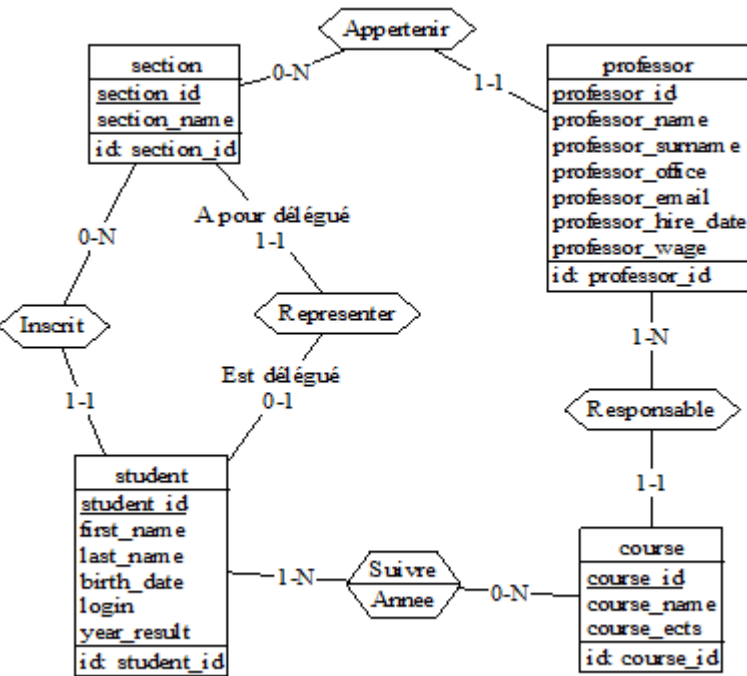 Appertenir
section
section_id
section_name
id: section_id
0-N
1-1
professor
professor_id
professor_name
professor_surname
professor_office
professor_email
professor_hire_date
professor_wage
id: professor_id
0-N
A pour délégué
1-1
Inscrit
Representer
1-N
Est délégué
0-1
1-1
Responsable
1-1
student
student_id
first_name
last_name
birth_date
login
year_result
id: student_id
1-N
Suivre
Annee
0-N
course
course_id
course_name
course_ects
id: course_id